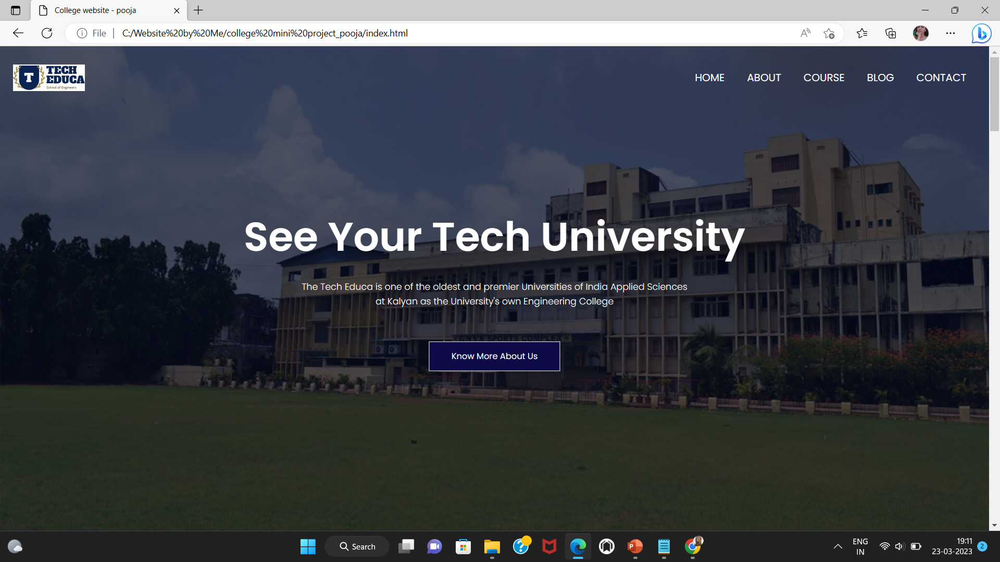 College website - pooja
File
C:/Website%20by%20Me/college%20mini%20project_pooja/index.html
T
TECH
EDUCA
School of Engineers
HOME
ABOUT
COURSE
BLOG
CONTACT
See Your Tech University
The Tech Educa is one of the oldest and premier Universities of India Applied Sciences
at Kalyan as the University's own Engineering College
GNVS SPORTS COMPLEX
Know More About Us
Search
ENG
IN
19:11
23-03-2023
2